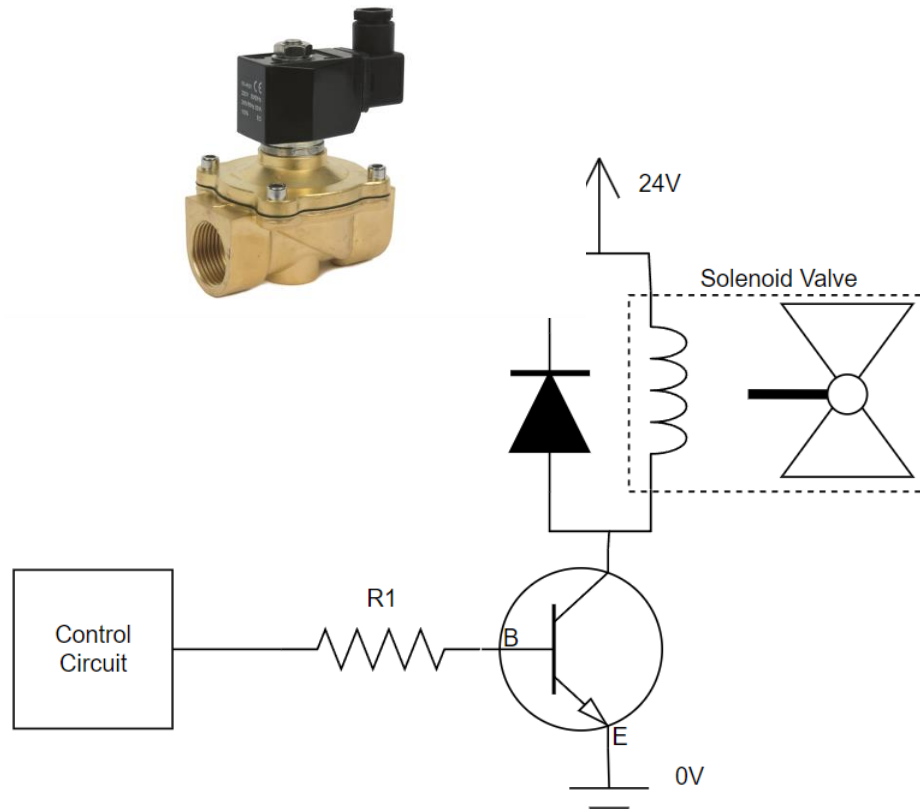 24V
Solenoid Valve
R1
Control
Circuit
B
E
0V